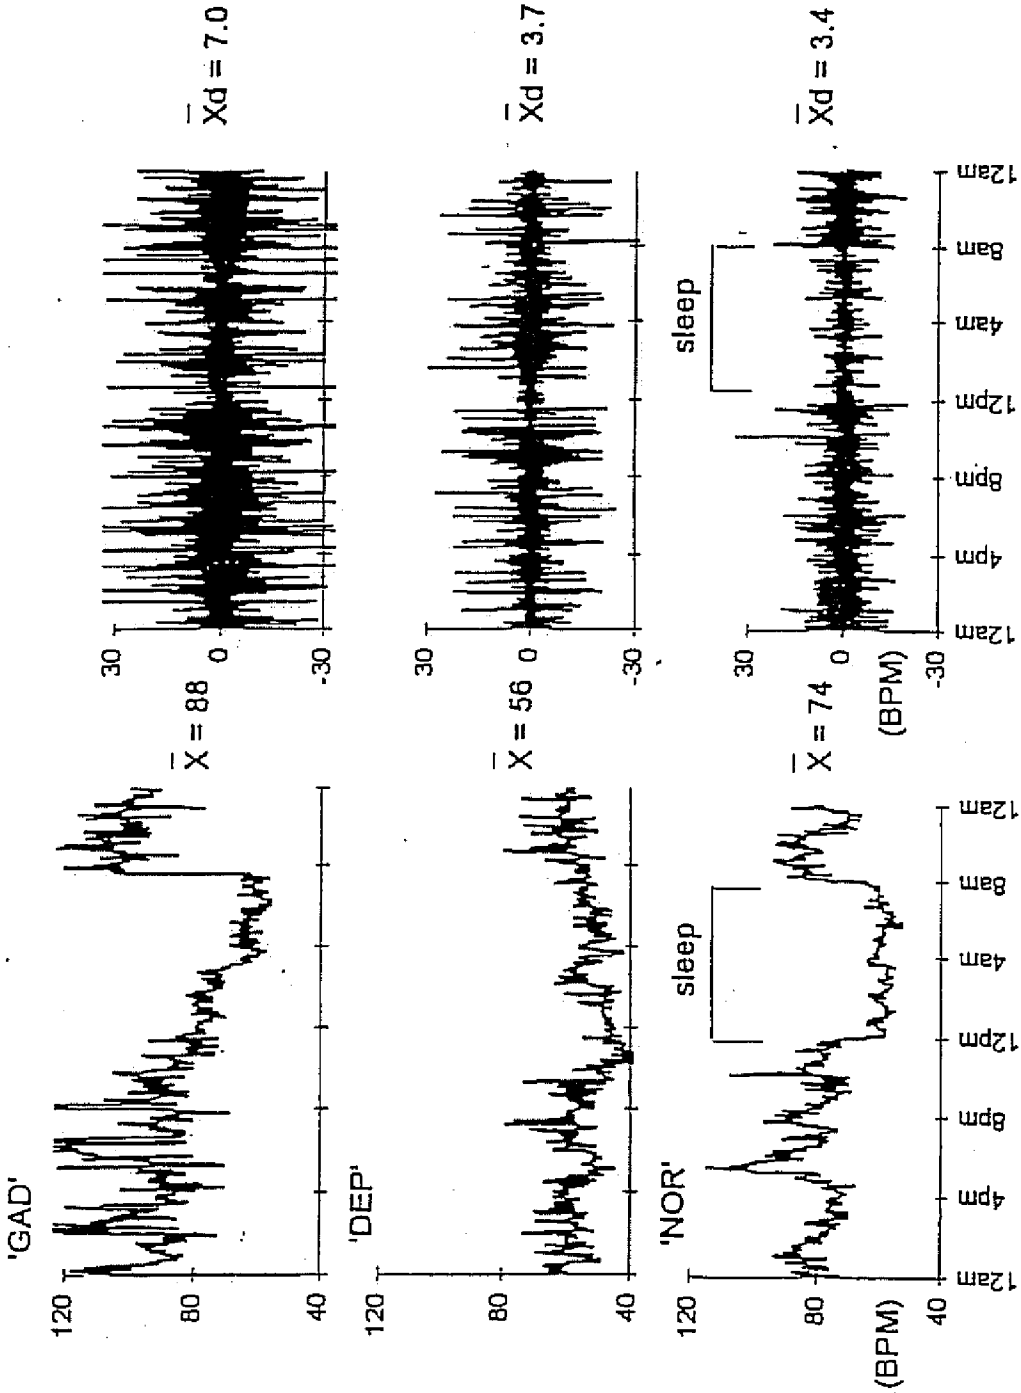 'GAD'
120
80
40
X̄ = 88
30
0
-30
X̄d = 7.0
'DEP'
120
80
40
X̄ = 56
30
0
-30
X̄d = 3.7
'NOR'
120
80
40
(BPM)
sleep
X̄ = 74
12am
4pm
8pm
12pm
4am
8am
12am
30
0
-30
(BPM)
sleep
X̄d = 3.4
12am
4pm
8pm
12pm
4am
8am
12am